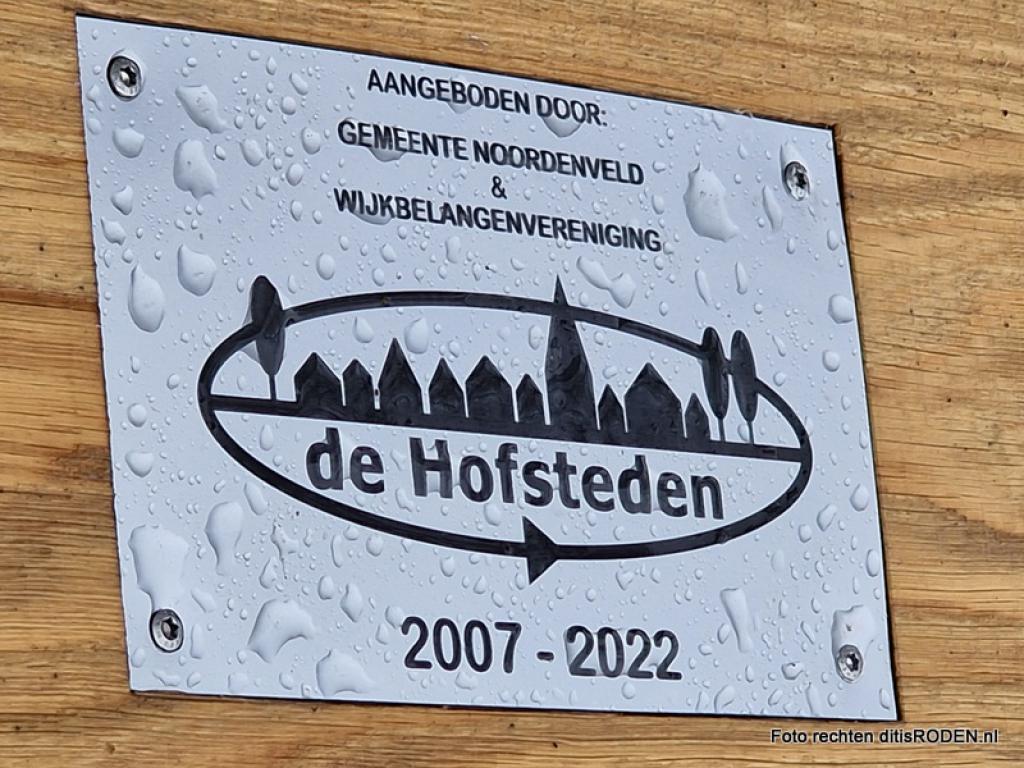 AANGEBODEN DOOR:
GEMEENTE NOORDENVELD
&
WIJKBELANGENVERENIGING
de Hofsteden
2007 - 2022
Foto rechten ditisRODEN.nl